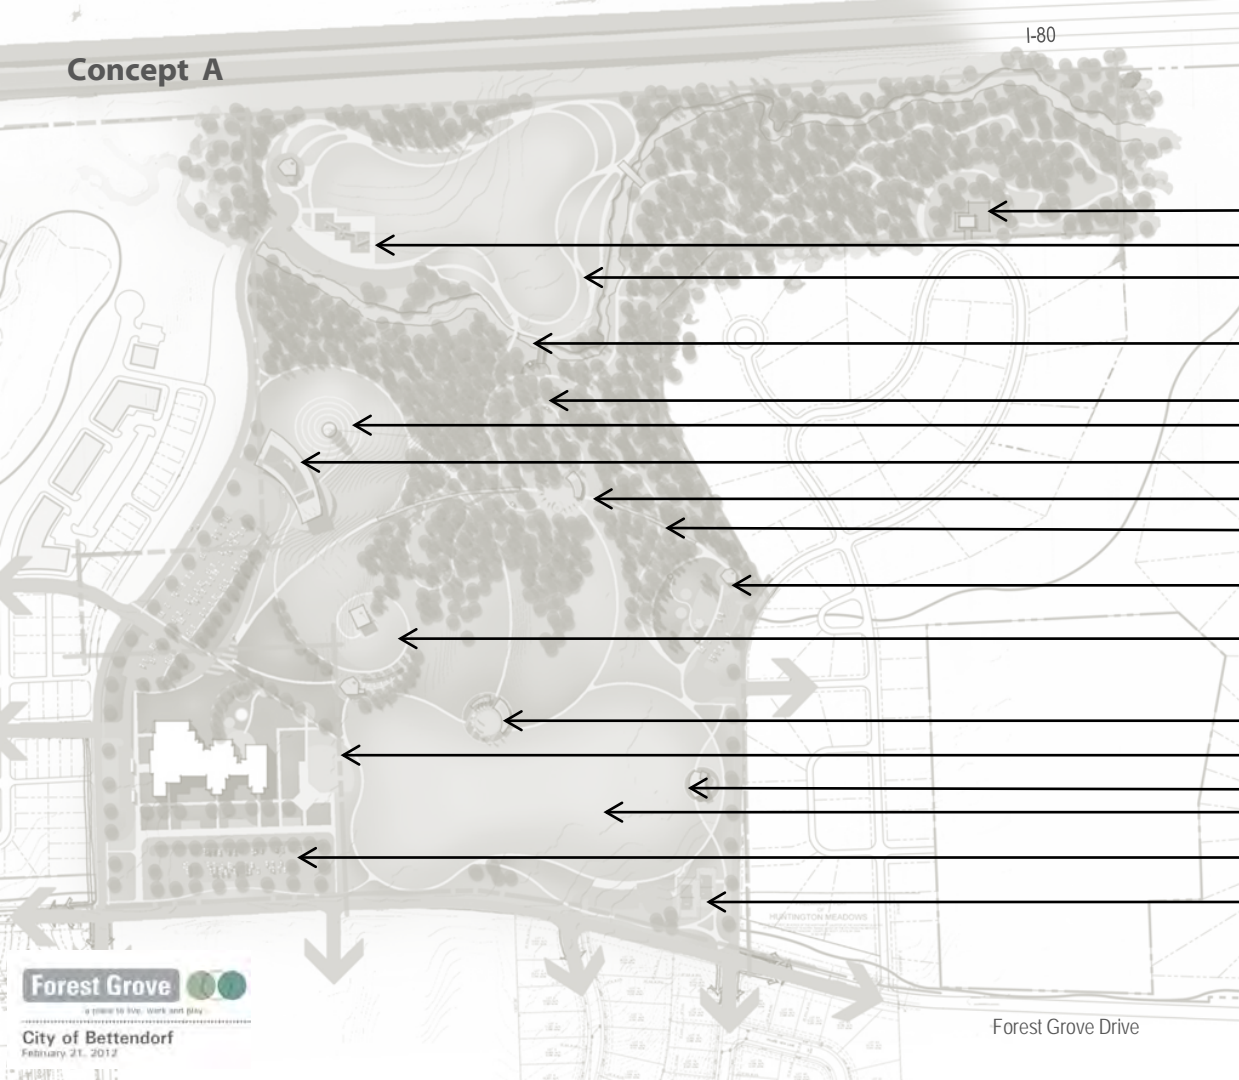 I-80
Concept A
HUNTINGTON MEADOWS
Forest Grove
a place to live, work and play
City of Bettendorf
February 21, 2012
Forest Grove Drive